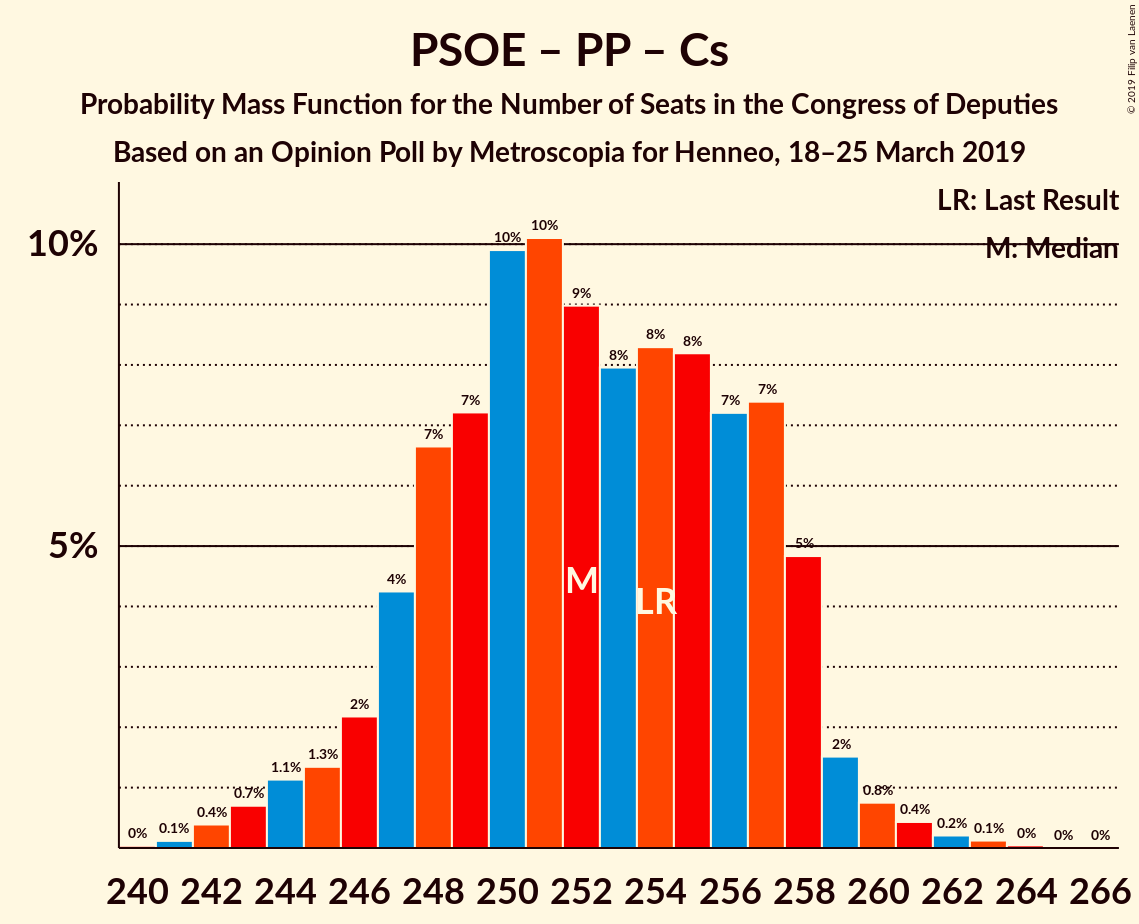 PSOE – PP – Cs
Probability Mass Function for the Number of Seats in the Congress of Deputies
Based on an Opinion Poll by Metroscopia for Henneo, 18–25 March 2019
© 2019 Filip van Laenen
LR: Last Result
M: Median
10%
5%
0% 0.1% 0.4% 0.7% 1.1% 1.3% 2% 4% 7% 7% 10% 10% 9% 8% 8% 8% 7% 7% 5% 2% 0.8% 0.4% 0.2% 0.1% 0% 0% 0%
M LR
240 242 244 246 248 250 252 254 256 258 260 262 264 266